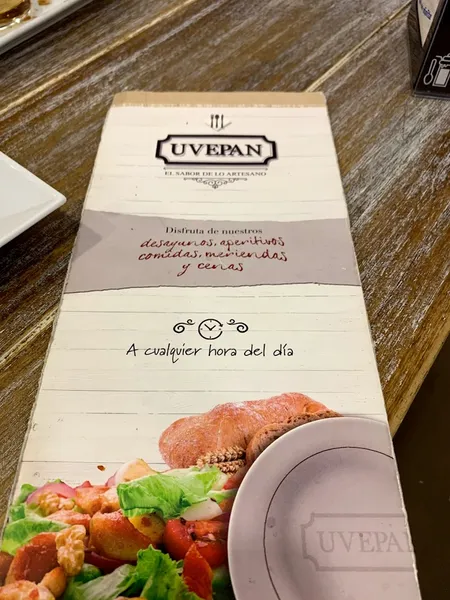 UVEPAN
EL SABOR DE LO ARTESANO
Disfruta de nuestros
desayunos, aperitivos
comidas, meriendas
y cenas
A cualquier hora del día
UVEPAN